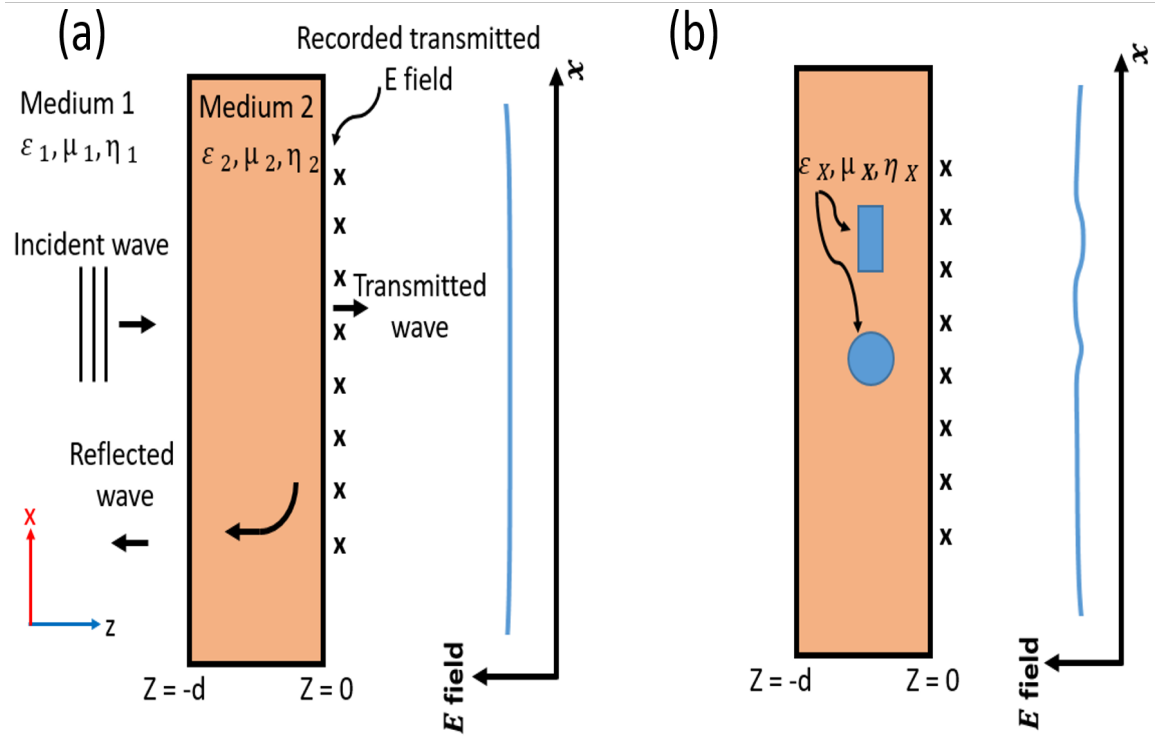 (a)
Recorded transmitted
E field
Medium 1
ε 1, μ 1, η 1
Medium 2
ε 2, μ 2, η 2
Incident wave
Transmitted
wave
Reflected
wave
x
z
Z = -d
Z = 0
x
x
x
x
x
x
x
x
x
E field
(b)
ε X, μ X, η X
x
x
x
x
x
x
x
x
Z = -d
Z = 0
x
E field